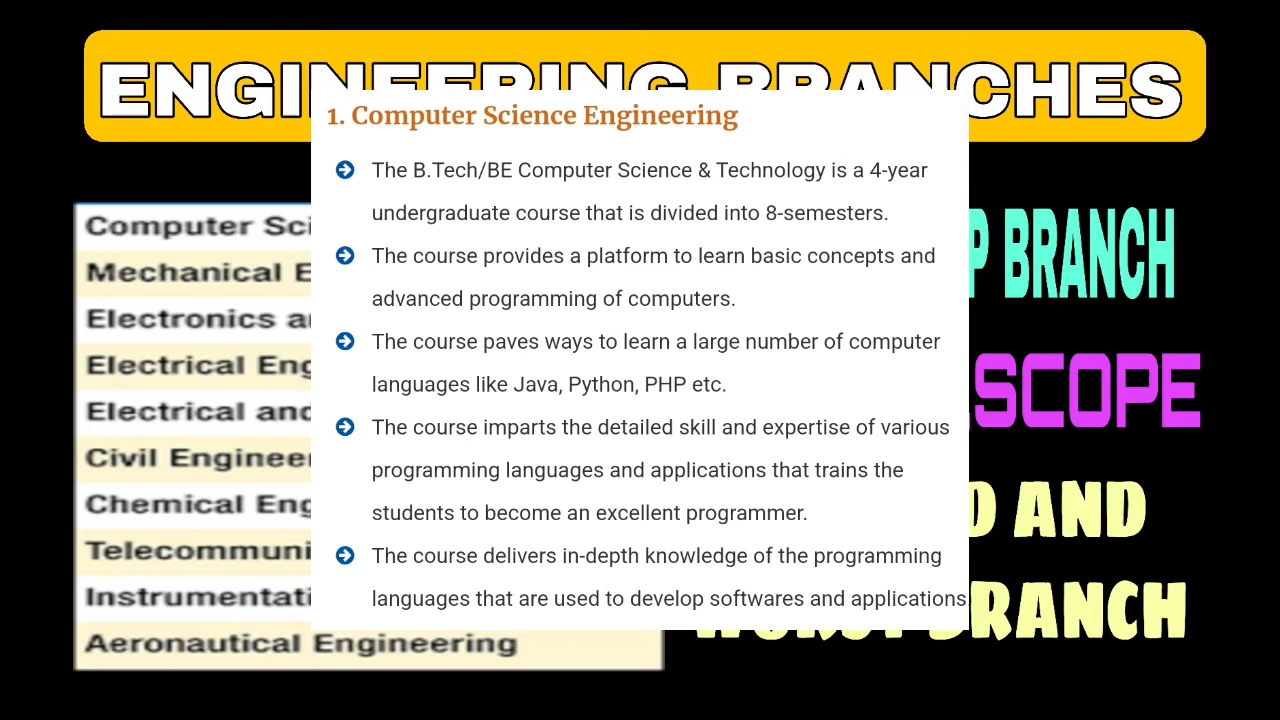 ENGINEERING BRANCHES
1. Computer Science Engineering
The B.Tech/BE Computer Science & Technology is a 4-year
undergraduate course that is divided into 8-semesters.
The course provides a platform to learn basic concepts and
advanced programming of computers.
The course paves ways to learn a large number of computer
languages like Java, Python, PHP etc.
The course imparts the detailed skill and expertise of various
programming languages and applications that trains the
students to become an excellent programmer.
The course delivers in-depth knowledge of the programming
languages that are used to develop softwares and applications.
Computer Sci
Mechanical E
Electronics a
Electrical Eng
Electrical and
Civil Engineer
Chemical Eng
Telecommuni
Instrumentati
Aeronautical Engineering
P BRANCH
SCOPE
D AND
WORST BRANCH